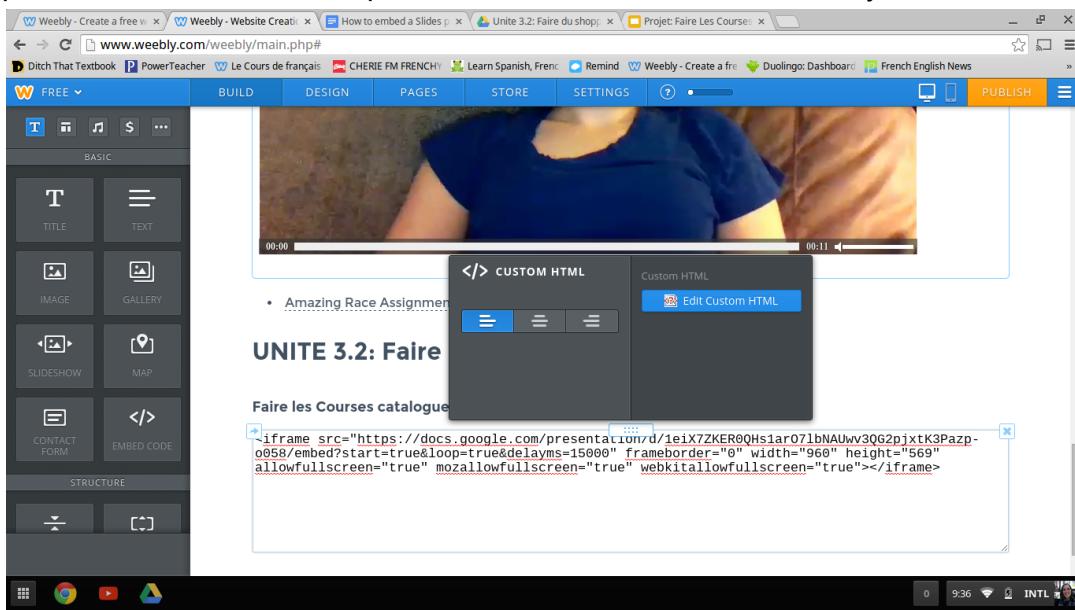 Weebly - Create a free w
Weebly - Website Creatic
How to embed a Slides p
Unite 3.2: Faire du shopp
Projet: Faire Les Courses
www.weebly.com/weebly/main.php#
Ditch That Textbook
PowerTeacher
Le Cours de français
CHERIE FM FRENCHY
Learn Spanish, Frenc
Remind
Weebly - Create a fre
Duolingo: Dashboard
French English News
»
FREE
BUILD
DESIGN
PAGES
STORE
SETTINGS
?
PUBLISH
BASIC
TITLE
TEXT
IMAGE
GALLERY
SLIDESHOW
MAP
CONTACT
FORM
EMBED CODE
STRUCTURE
00:00
00:11
</> CUSTOM HTML
Custom HTML
Edit Custom HTML
• Amazing Race Assignmen
UNITE 3.2: Faire
Faire les Courses catalogue
<iframe src="https://docs.google.com/presentation/d/1eiX7ZKER0QHs1arO7lbNAUwv3QG2pjxtK3Pazp-
o058/embed?start=true&loop=true&delayms=15000" frameborder="0" width="960" height="569"
allowfullscreen="true" mozallowfullscreen="true" webkitallowfullscreen="true"></iframe>
0
9:36
INTL